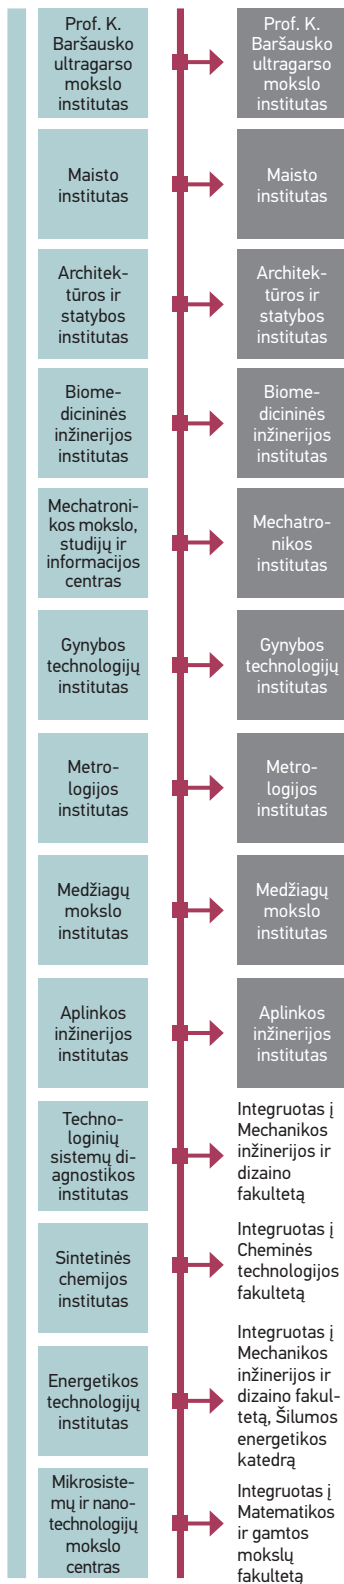 Prof. K.
Baršausko
ultragarso
mokslo
institutas
Prof. K.
Baršausko
ultragarso
mokslo
institutas
Maisto
institutas
Maisto
institutas
Architek-
tūros ir
statybos
institutas
Architek-
tūros ir
statybos
institutas
Biome-
dicininės
inžinerijos
institutas
Biome-
dicininės
inžinerijos
institutas
Mechatroni-
kos mokslo,
studijų ir
informacijos
centras
Mechatro-
nikos
institutas
Gynybos
technologijų
institutas
Gynybos
technologijų
institutas
Metro-
logijos
institutas
Metro-
logijos
institutas
Medžiagų
mokslo
institutas
Medžiagų
mokslo
institutas
Aplinkos
inžinerijos
institutas
Aplinkos
inžinerijos
institutas
Techno-
loginių
sistemų di-
agnostikos
institutas
Integruotas į
Mechanikos
inžinerijos ir
dizaino
fakultetą
Sintetinės
chemijos
institutas
Integruotas į
Cheminės
technologijos
fakultetą
Energetikos
technologijų
institutas
Integruotas į
Mechanikos
inžinerijos ir
dizaino fakul-
tetą, Šilumos
energetikos
katedrą
Mikrosiste-
mų ir nano-
technologijų
mokslo
centras
Integruotas į
Matematikos
ir gamtos
mokslų
fakultetą